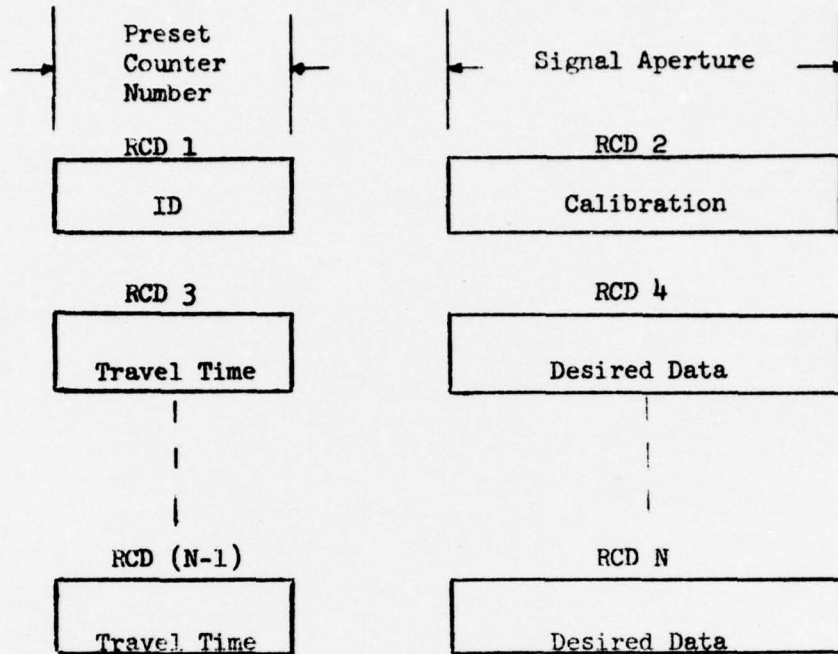 Preset
Counter
Number
Signal Aperture
RCD 1
RCD 2
ID
Calibration
RCD 3
RCD 4
Travel Time
Desired Data
RCD (N-1)
RCD N
Travel Time
Desired Data